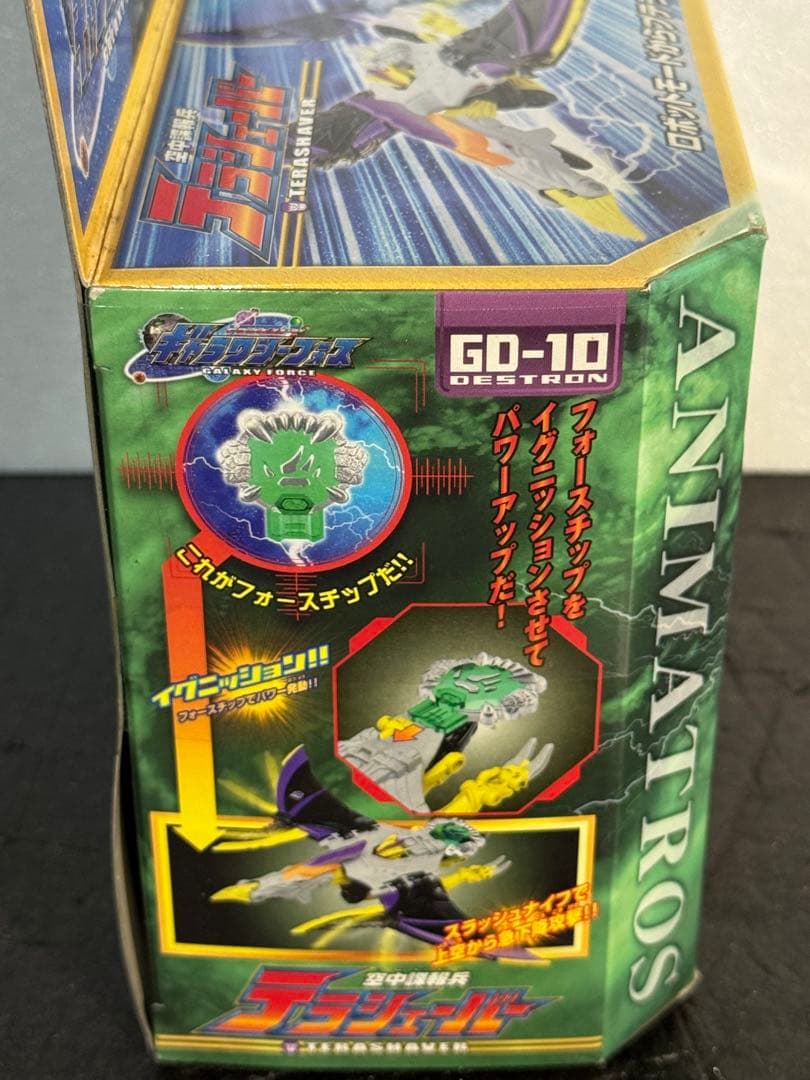 空中諜報兵
テラシェーバー
TERASHAVER
ギャラクシーフォース
GALAXY FORCE
GD-10
DESTRON
フォースチップを
イグニッションさせて
パワーアップだ!
これがフォースチップだ!!
イグニッション!!
フォースチップでパワー発動!!
スラッシュナイフで
上空から急下降攻撃!!
空中諜報兵
テラシェーバー
TERASHAVER
ANIMATROS